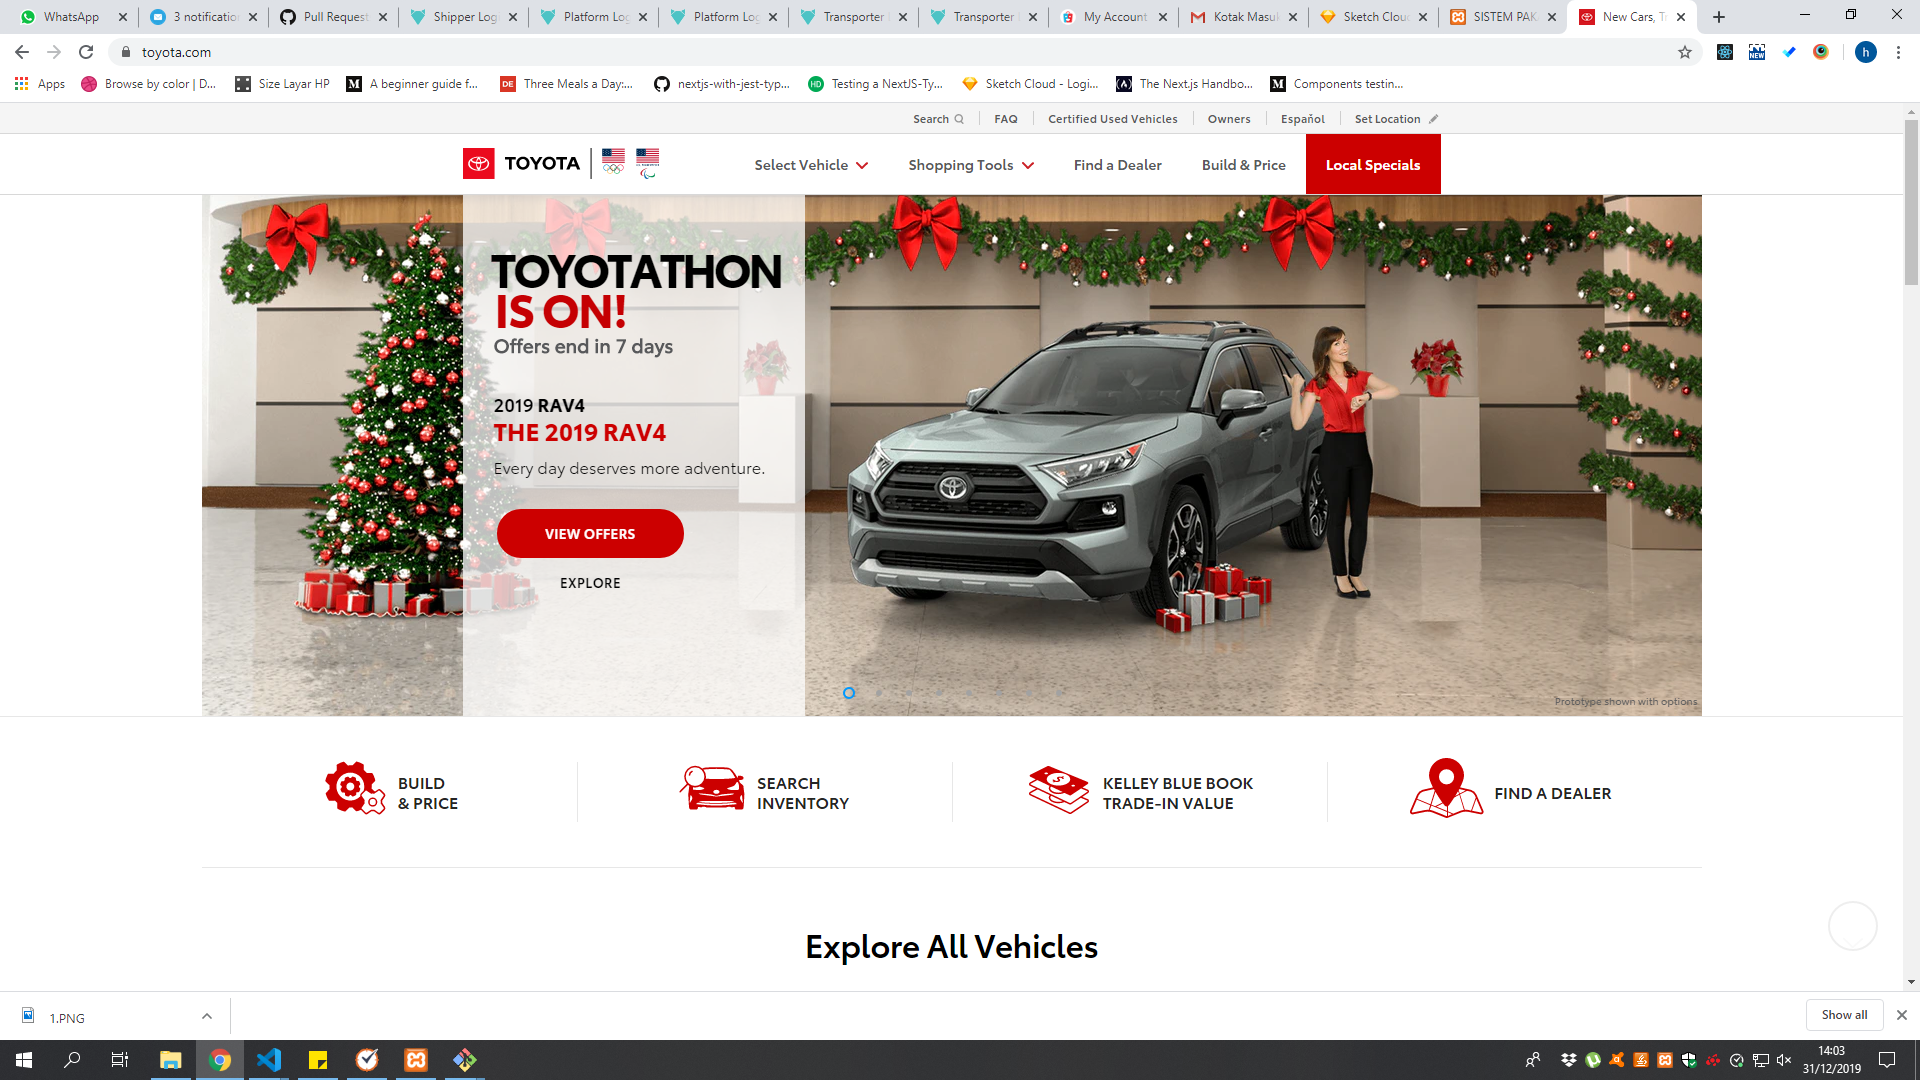 WhatsApp
3 notification
Pull Request
Shipper Log
Platform Log
Platform Log
Transporter
Transporter
My Account
Gmail Kotak Masuk
Sketch Cloud
SISTEM PAK
New Cars, Tr
toyota.com
Apps
Browse by color | D...
Size Layar HP
A beginner guide f...
Three Meals a Day:...
nextjs-with-jest-typ...
Testing a NextJS-Ty...
Sketch Cloud - Logi...
The Next.js Handbo...
Components testin...
Search
FAQ
Certified Used Vehicles
Owners
Español
Set Location
TOYOTA
Select Vehicle
Shopping Tools
Find a Dealer
Build & Price
Local Specials
TOYOTATHON
IS ON!
Offers end in 7 days
2019 RAV4
THE 2019 RAV4
Every day deserves more adventure.
VIEW OFFERS
EXPLORE
Prototype shown with options
BUILD
& PRICE
SEARCH
INVENTORY
KELLEY BLUE BOOK
TRADE-IN VALUE
FIND A DEALER
Explore All Vehicles
1.PNG
Show all
14:03
31/12/2019